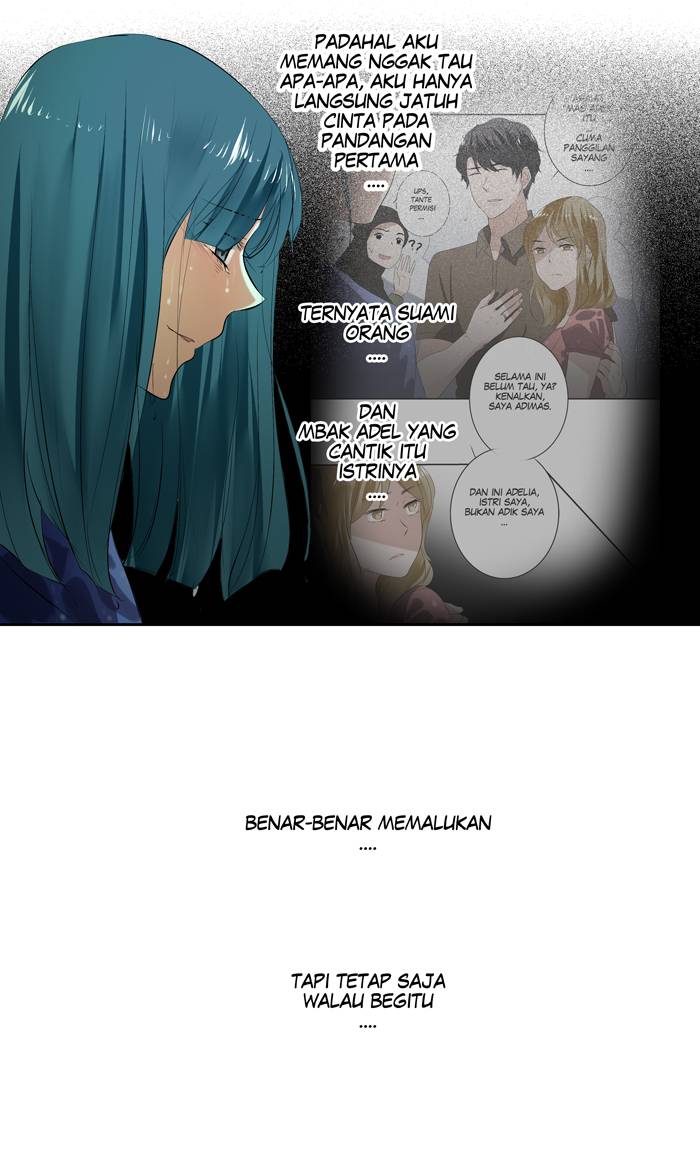 PADAHAL AKU
MEMANG NGGAK TAU
APA-APA, AKU HANYA
LANGSUNG JATUH
CINTA PADA
PANDANGAN
PERTAMA
....
ITU
CUMA
PANGGILAN
SAYANG
....
UPS,
TANTE
PERMISI
...
??
TERNYATA SUAMI
ORANG
....
SELAMA INI
BELUM TAU, YA?
KENALKAN,
SAYA ADIMAS.
DAN
MBAK ADEL YANG
CANTIK ITU
ISTRINYA
....
DAN INI ADELIA,
ISTRI SAYA,
BUKAN ADIK SAYA
...
BENAR-BENAR MEMALUKAN
....
TAPI TETAP SAJA
WALAU BEGITU
....